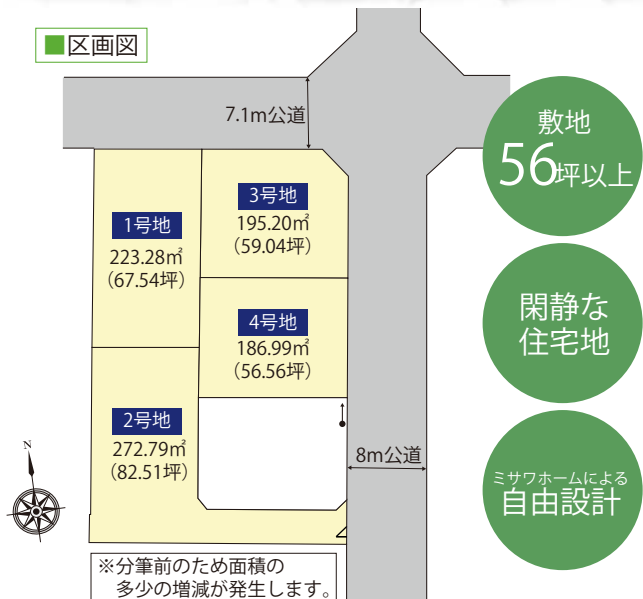 ■区画図
7.1m公道
1号地
223.28㎡
(67.54坪)
3号地
195.20㎡
(59.04坪)
4号地
186.99㎡
(56.56坪)
2号地
272.79㎡
(82.51坪)
8m公道
N
※分筆前のため面積の
多少の増減が発生します。
敷地
56坪以上
閑静な
住宅地
ミサワホームによる
自由設計